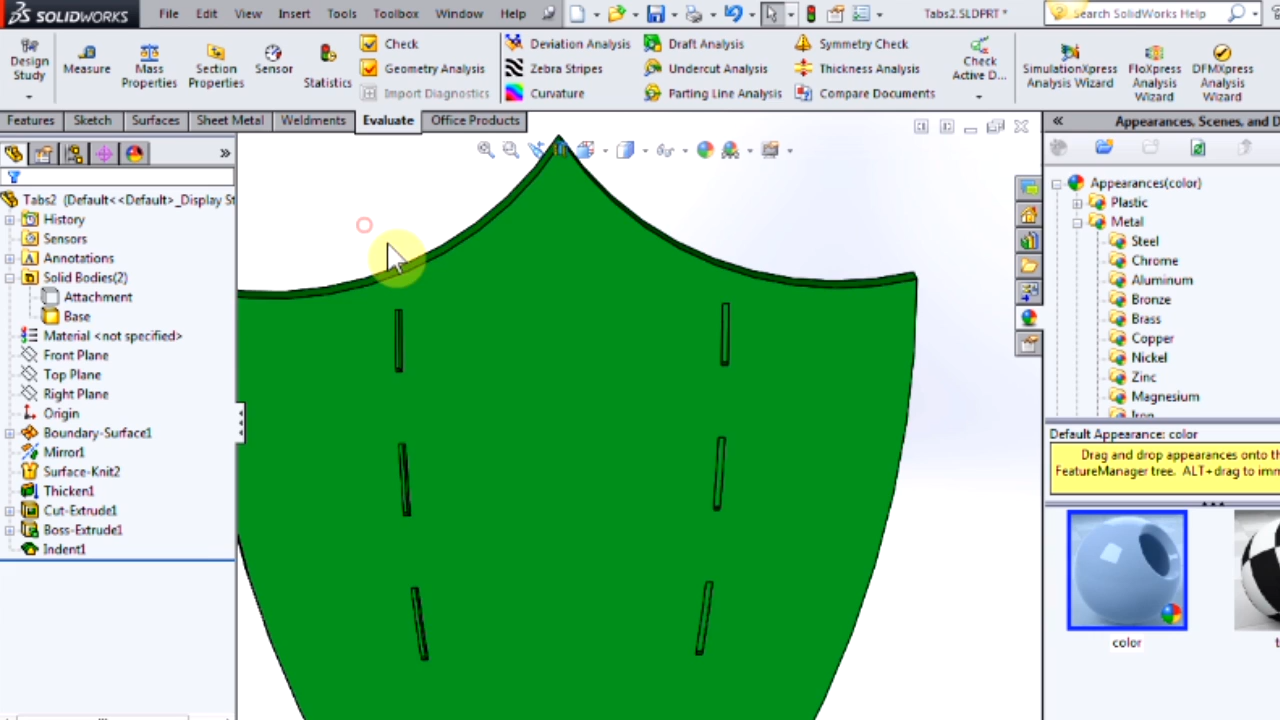 SOLIDWORKS File Edit View Insert Tools Toolbox Window Help Tabs2.SLDPRT * Search SolidWorks Help
Design Study
Measure
Mass Properties
Section Properties
Sensor
Statistics
Check
Geometry Analysis
Import Diagnostics
Deviation Analysis
Zebra Stripes
Curvature
Draft Analysis
Undercut Analysis
Parting Line Analysis
Symmetry Check
Thickness Analysis
Compare Documents
Check Active D...
SimulationXpress Analysis Wizard
FloXpress Analysis Wizard
DFMXpress Analysis Wizard
Features Sketch Surfaces Sheet Metal Weldments Evaluate Office Products
Tabs2 (Default<<Default>_Display St
History
Sensors
Annotations
Solid Bodies(2)
Attachment
Base
Material <not specified>
Front Plane
Top Plane
Right Plane
Origin
Boundary-Surface1
Mirror1
Surface-Knit2
Thicken1
Cut-Extrude1
Boss-Extrude1
Indent1
Appearances, Scenes, and D
Appearances(color)
Plastic
Metal
Steel
Chrome
Aluminum
Bronze
Brass
Copper
Nickel
Zinc
Magnesium
Iron
Default Appearance: color
Drag and drop appearances onto th
FeatureManager tree. ALT+drag to imm
color